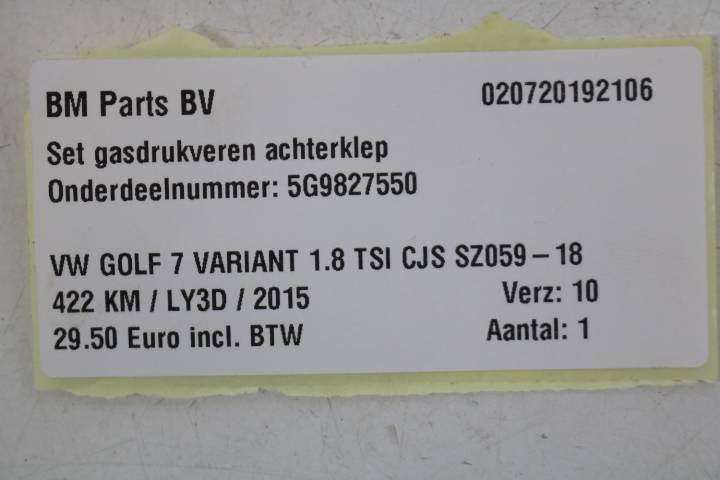 BM Parts BV 020720192106
Set gasdrukveren achterklep
Onderdeelnummer: 5G9827550
VW GOLF 7 VARIANT 1.8 TSI CJS SZ059-18
422 KM / LY3D / 2015 Verz: 10
29.50 Euro incl. BTW Aantal: 1